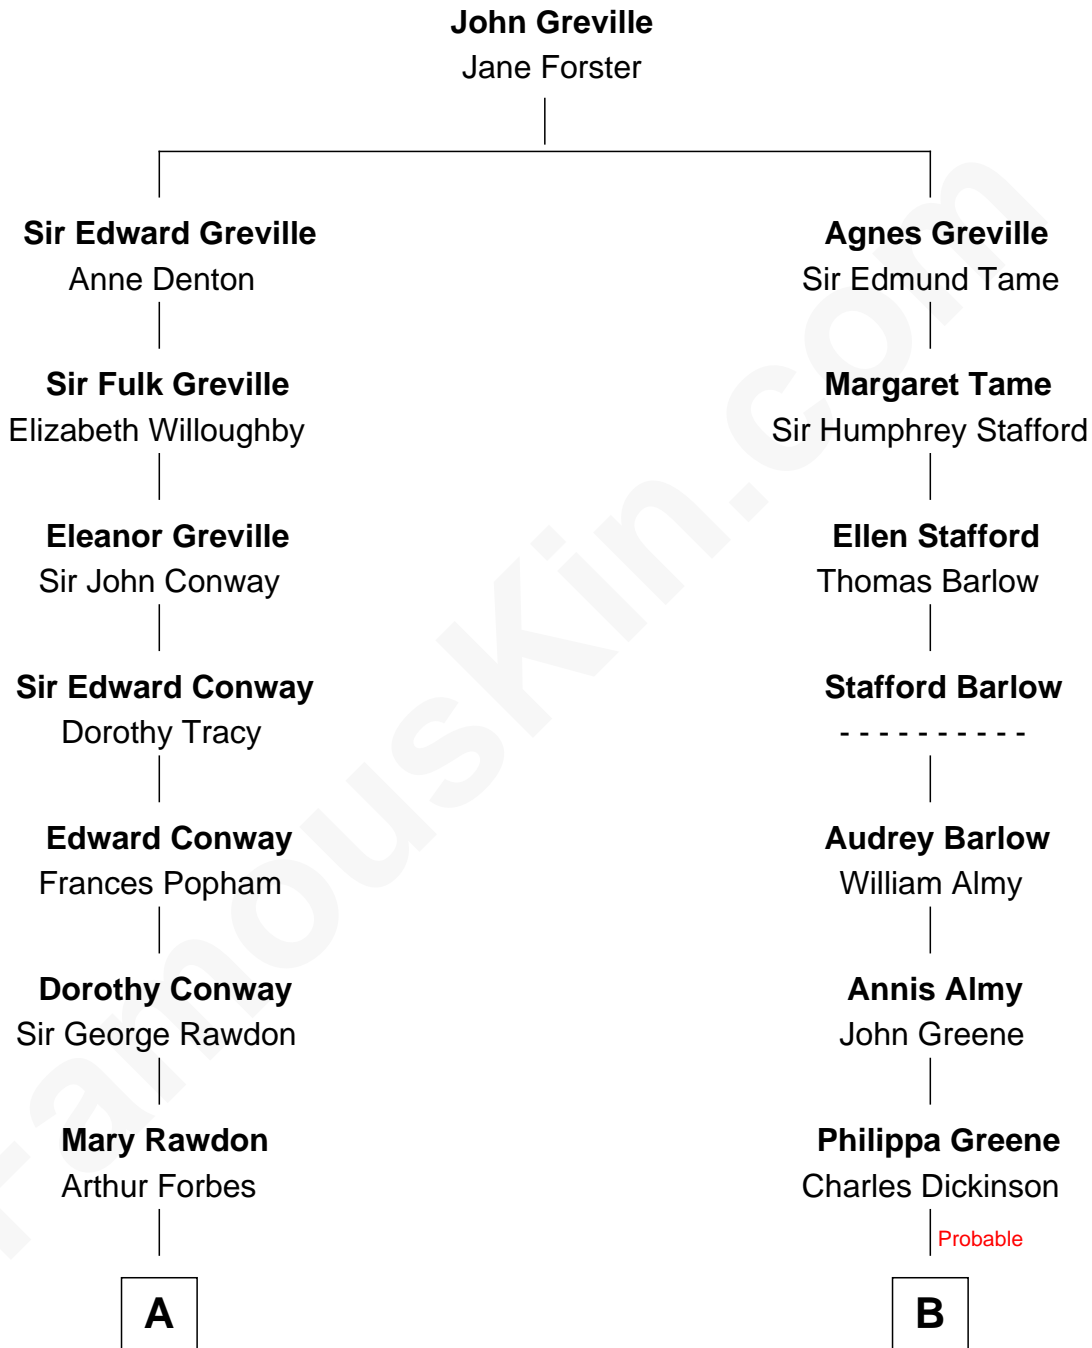 John Greville
Jane Forster
Sir Edward Greville
Anne Denton
Agnes Greville
Sir Edmund Tame
Sir Fulk Greville
Elizabeth Willoughby
Margaret Tame
Sir Humphrey Stafford
Eleanor Greville
Sir John Conway
Ellen Stafford
Thomas Barlow
Sir Edward Conway
Dorothy Tracy
Stafford Barlow
- - - - - - - - - -
Edward Conway
Frances Popham
Audrey Barlow
William Almy
Dorothy Conway
Sir George Rawdon
Annis Almy
John Greene
Mary Rawdon
Arthur Forbes
Philippa Greene
Charles Dickinson
Probable
A
B
FamousKin.com